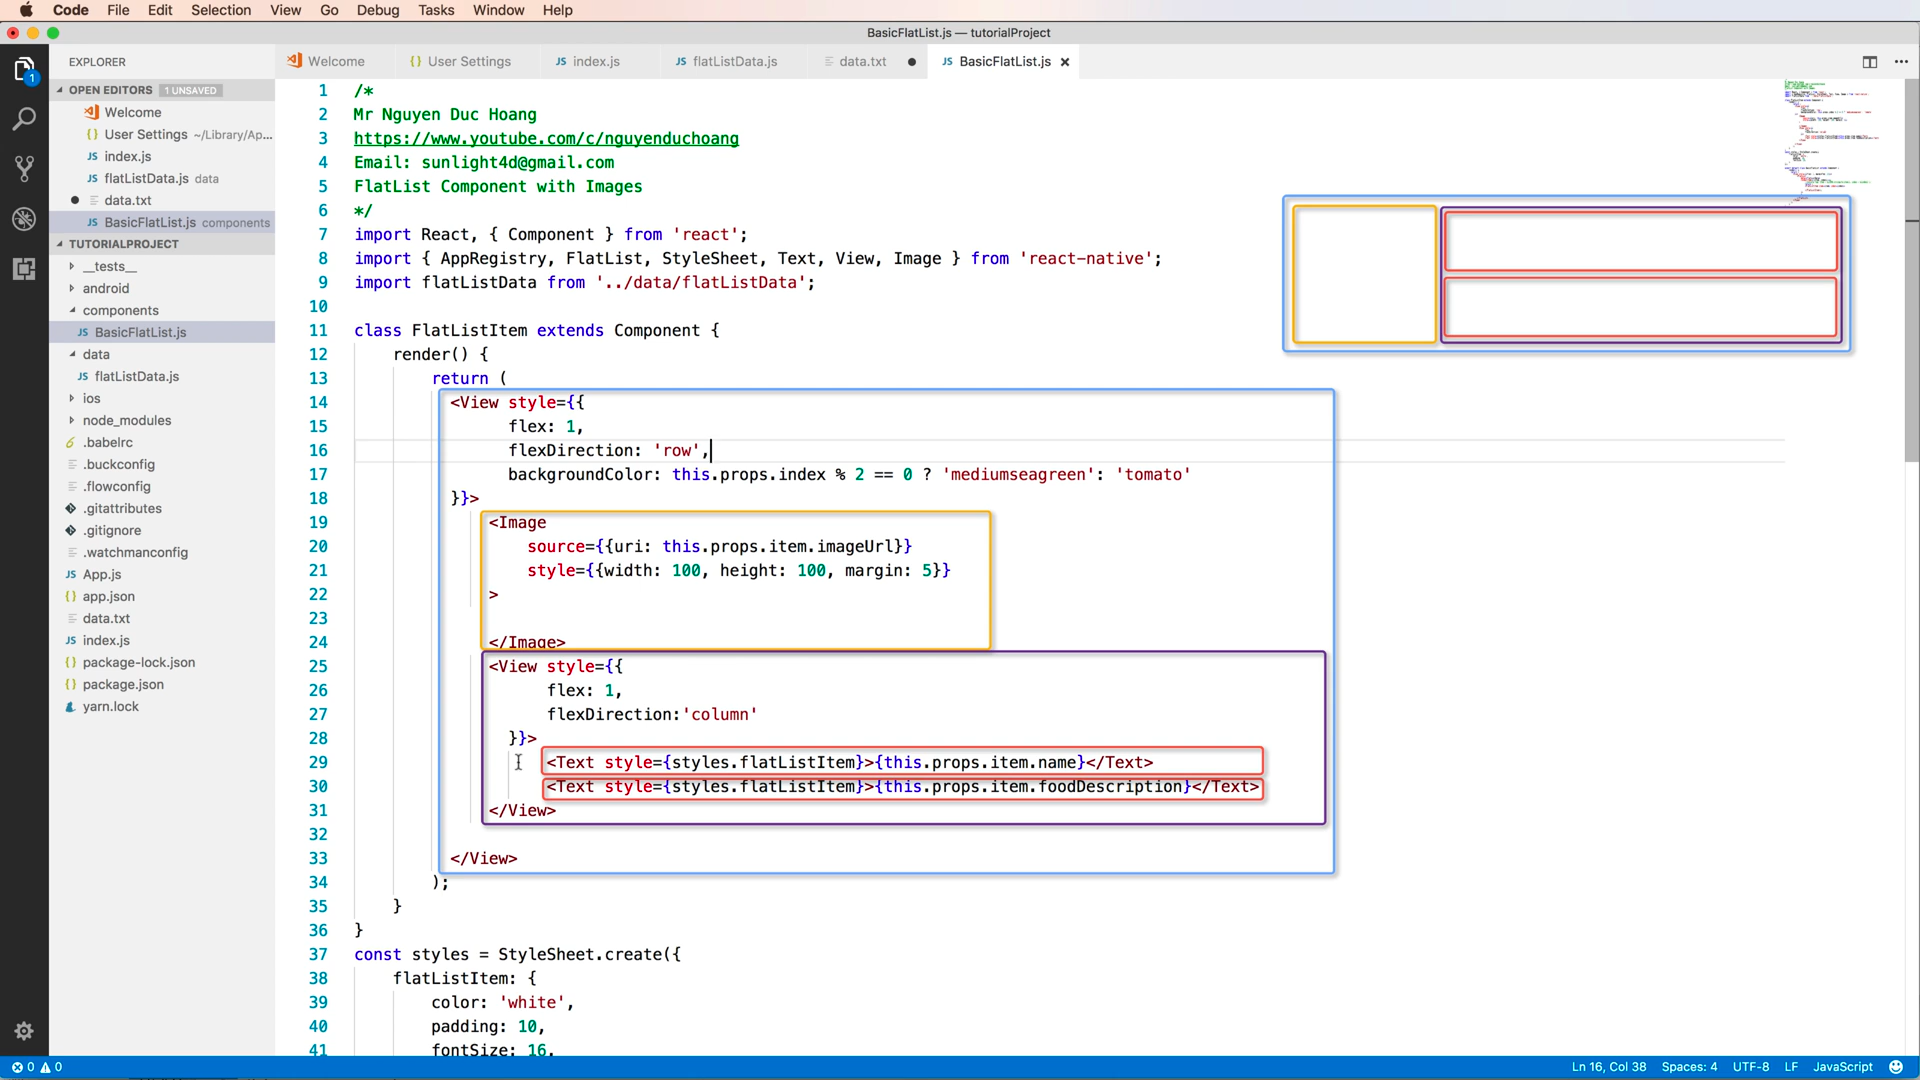 Code File Edit Selection View Go Debug Tasks Window Help
BasicFlatList.js — tutorialProject
EXPLORER
OPEN EDITORS 1 UNSAVED
Welcome
User Settings ~/Library/Ap...
index.js
flatListData.js data
data.txt
BasicFlatList.js components
TUTORIALPROJECT
__tests__
android
components
BasicFlatList.js
data
flatListData.js
ios
node_modules
.babelrc
.buckconfig
.flowconfig
.gitattributes
.gitignore
.watchmanconfig
App.js
app.json
data.txt
index.js
package-lock.json
package.json
yarn.lock
1
Welcome User Settings index.js flatListData.js data.txt BasicFlatList.js
1 /*
2 Mr Nguyen Duc Hoang
3 https://www.youtube.com/c/nguyenduchoang
4 Email: sunlight4d@gmail.com
5 FlatList Component with Images
6 */
7 import React, { Component } from 'react';
8 import { AppRegistry, FlatList, StyleSheet, Text, View, Image } from 'react-native';
9 import flatListData from '../data/flatListData';
10
11 class FlatListItem extends Component {
12 render() {
13 return (
14 <View style={{
15 flex: 1,
16 flexDirection: 'row',
17 backgroundColor: this.props.index % 2 == 0 ? 'mediumseagreen': 'tomato'
18 }}>
19 <Image
20 source={{uri: this.props.item.imageUrl}}
21 style={{width: 100, height: 100, margin: 5}}
22 >
23
24 </Image>
25 <View style={{
26 flex: 1,
27 flexDirection:'column'
28 }}>
29 <Text style={styles.flatListItem}>{this.props.item.name}</Text>
30 <Text style={styles.flatListItem}>{this.props.item.foodDescription}</Text>
31 </View>
32
33 </View>
34 );
35 }
36 }
37 const styles = StyleSheet.create({
38 flatListItem: {
39 color: 'white',
40 padding: 10,
41 fontSize: 16,
0 0 Ln 16, Col 38 Spaces: 4 UTF-8 LF JavaScript